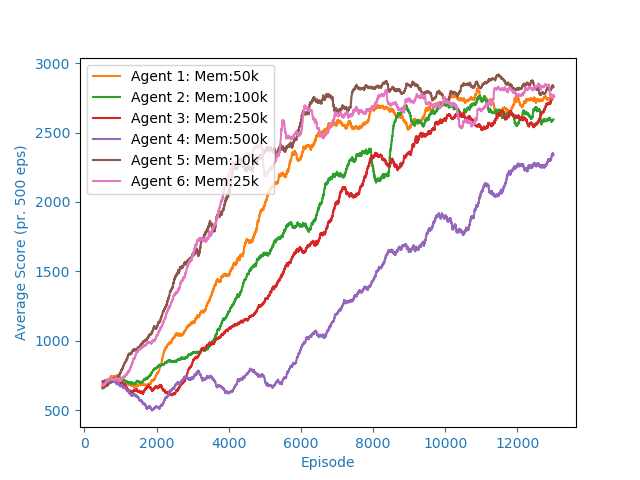 3000
2500
2000
1500
1000
500
Average Score (pr. 500 eps)
Agent 1: Mem:50k
Agent 2: Mem:100k
Agent 3: Mem:250k
Agent 4: Mem:500k
Agent 5: Mem:10k
Agent 6: Mem:25k
0 2000 4000 6000 8000 10000 12000
Episode